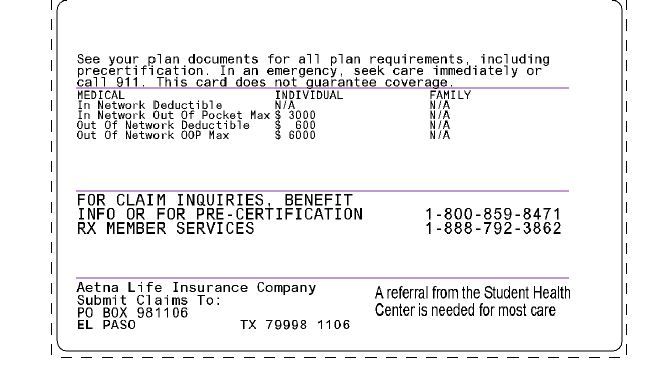 See your plan documents for all plan requirements, including
precertification. In an emergency, seek care immediately or
call 911. This card does not guarantee coverage.
MEDICAL INDIVIDUAL FAMILY
In Network Deductible N/A N/A
In Network Out Of Pocket Max $ 3000 N/A
Out Of Network Deductible $ 600 N/A
Out Of Network OOP Max $ 6000 N/A
FOR CLAIM INQUIRIES, BENEFIT
INFO OR FOR PRE-CERTIFICATION 1-800-859-8471
RX MEMBER SERVICES 1-888-792-3862
Aetna Life Insurance Company
Submit Claims To:
PO BOX 981106
EL PASO TX 79998 1106
A referral from the Student Health
Center is needed for most care